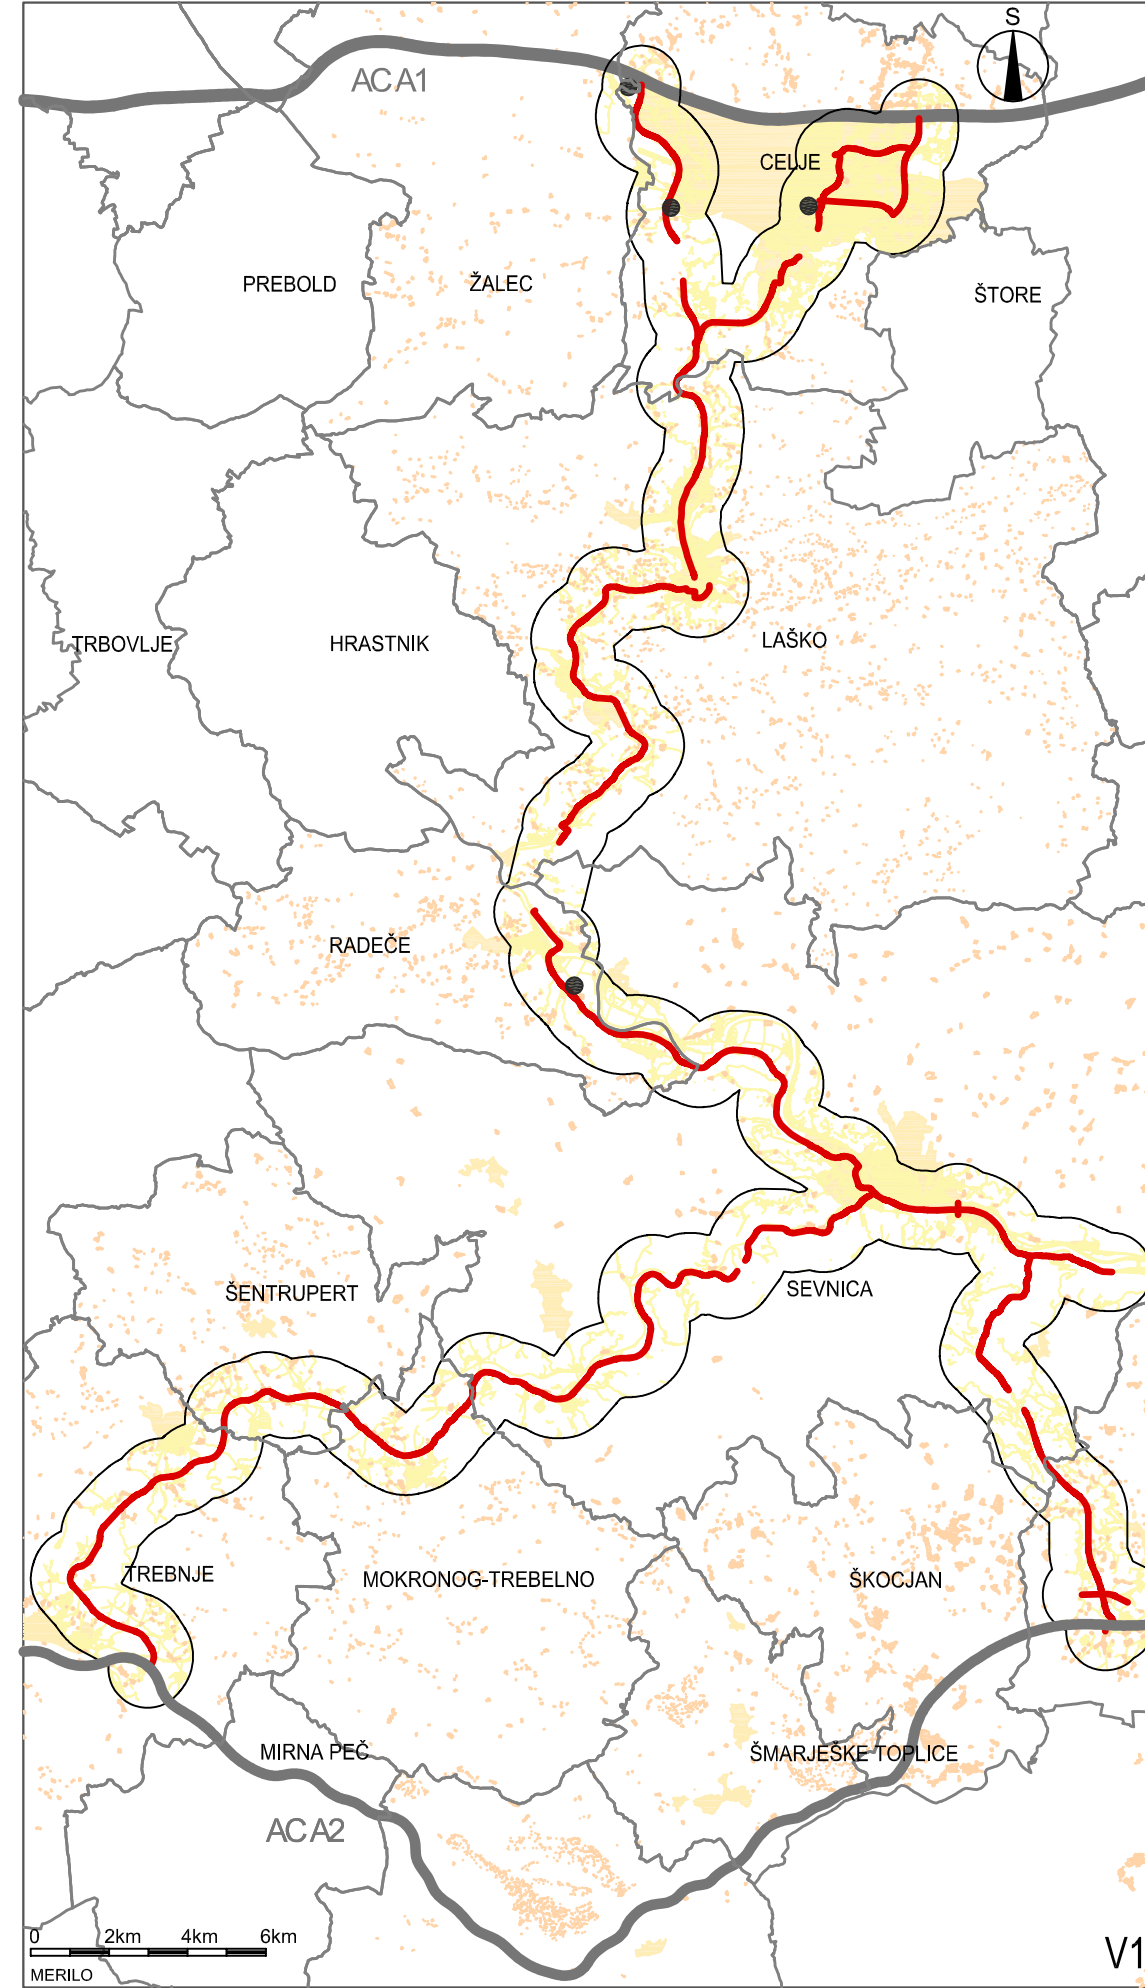 S
ACA1
CELJE
PREBOLD
ŽALEC
ŠTORE
TRBOVLJE
HRASTNIK
LAŠKO
RADEČE
ŠENTRUPERT
SEVNICA
TREBNJE
MOKRONOG-TREBELNO
ŠKOCJAN
MIRNA PEČ
ŠMARJEŠKE TOPLICE
ACA2
0 2km 4km 6km
MERILO
V1